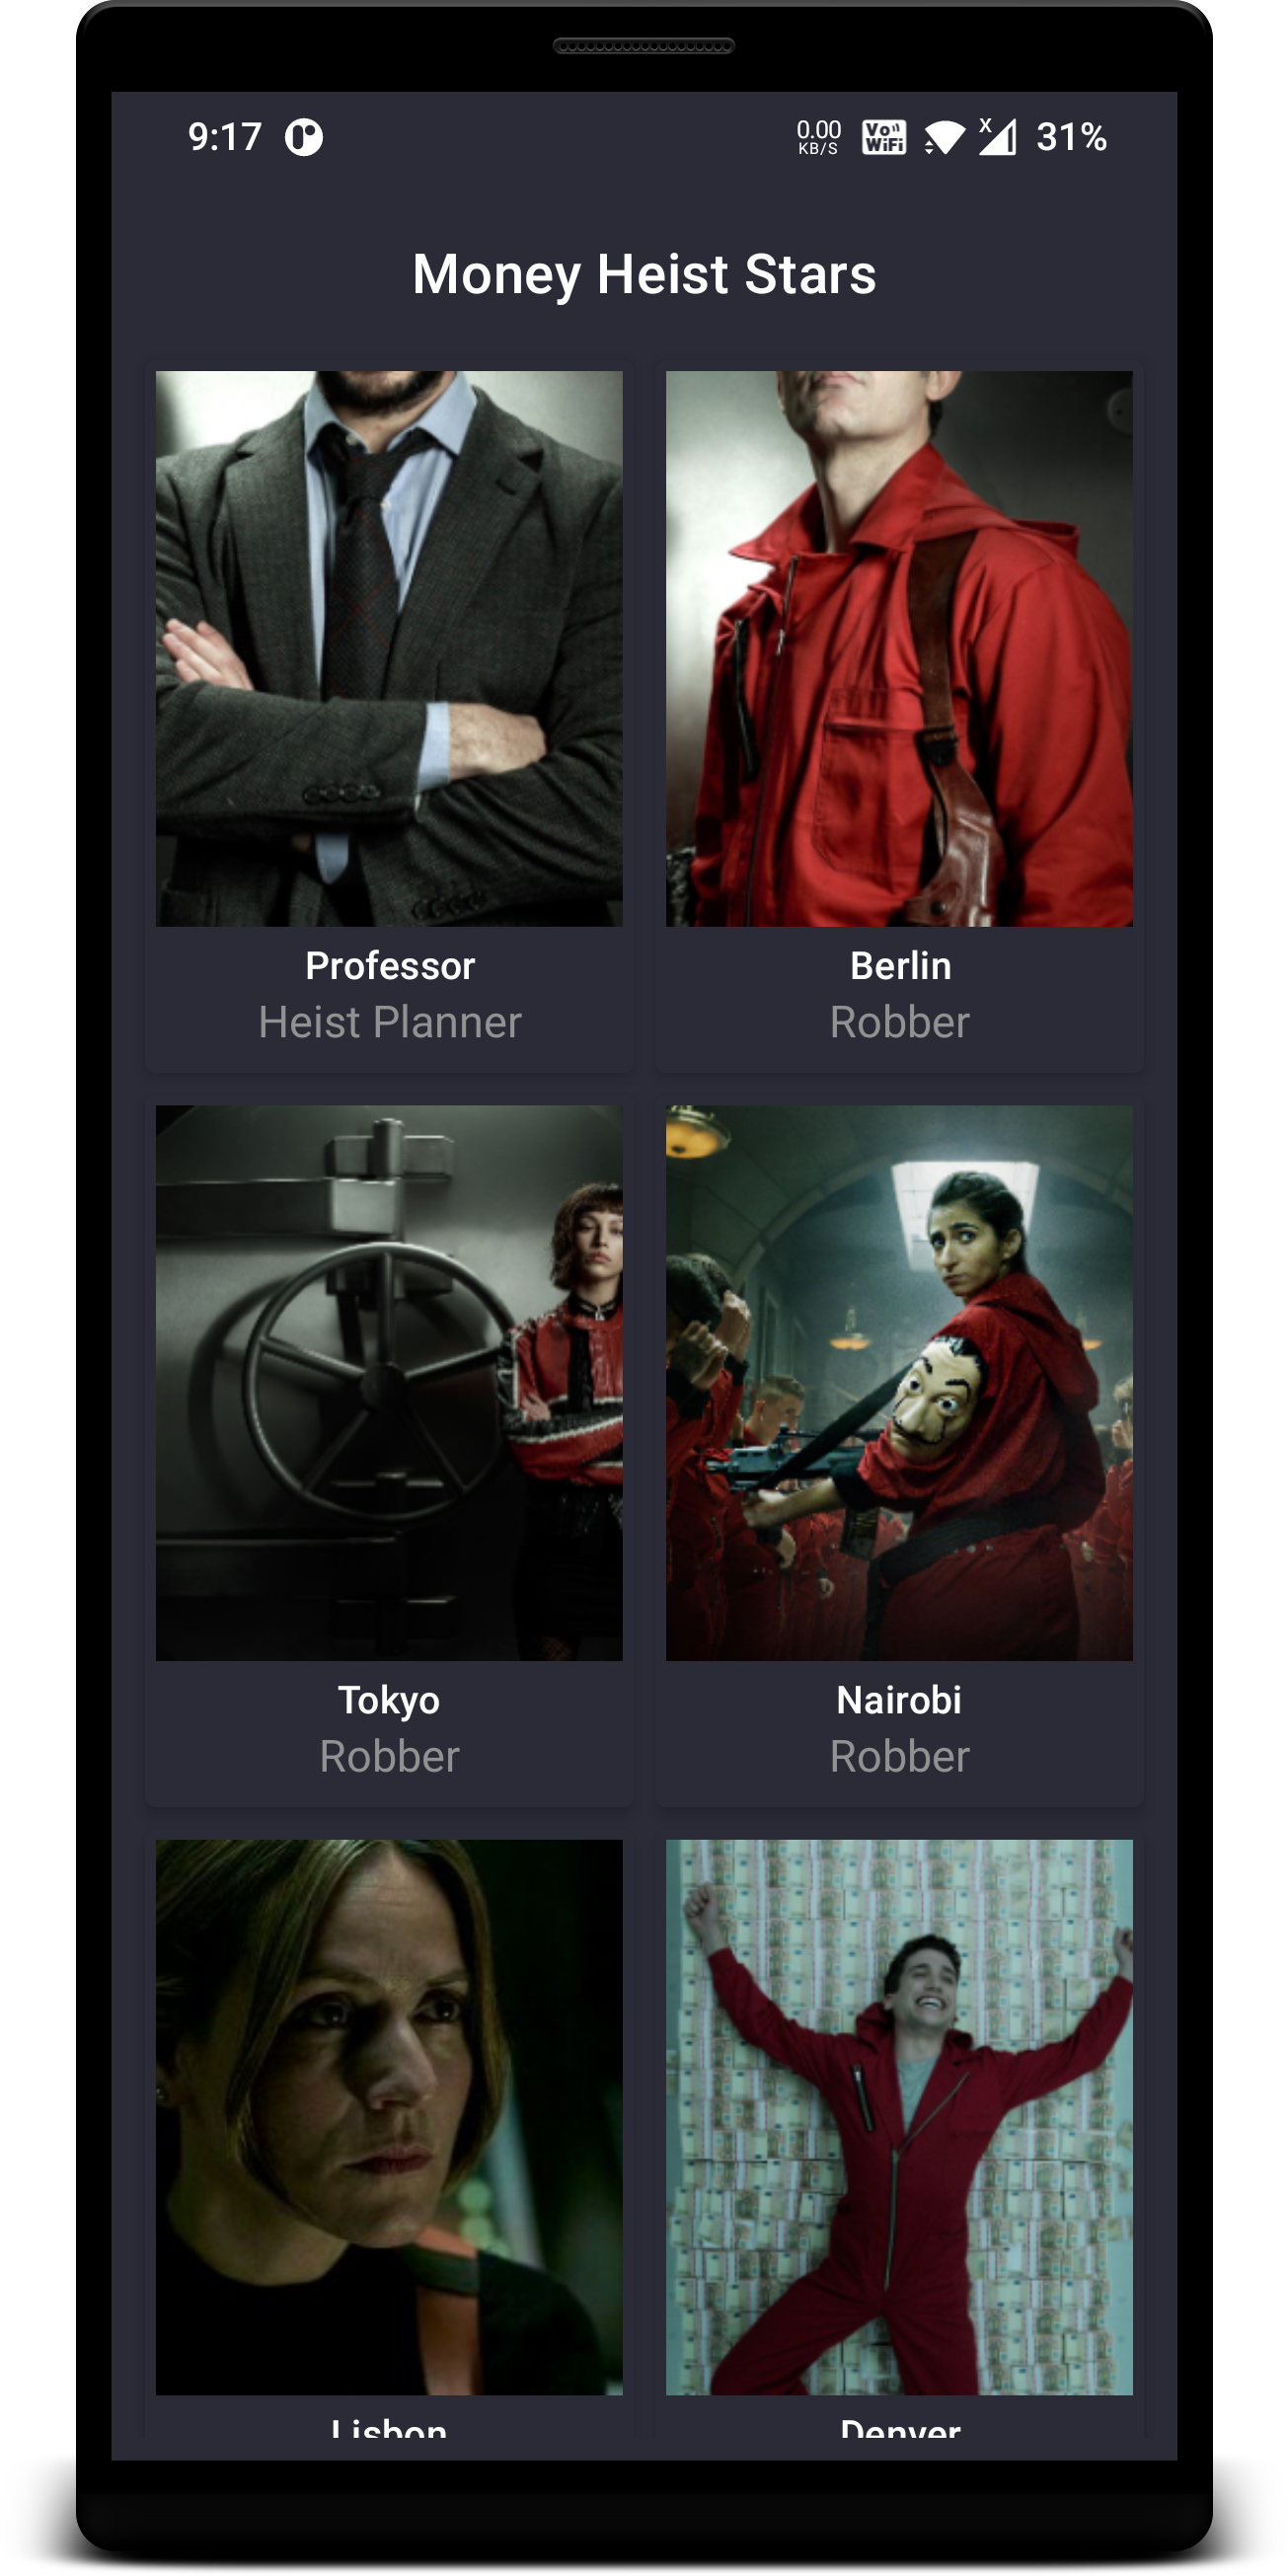 9:17
0.00
KB/S
Vo
WiFi
X
31%
Money Heist Stars
Professor
Berlin
Heist Planner
Robber
Tokyo
Nairobi
Robber
Robber
Lisbon
Denver